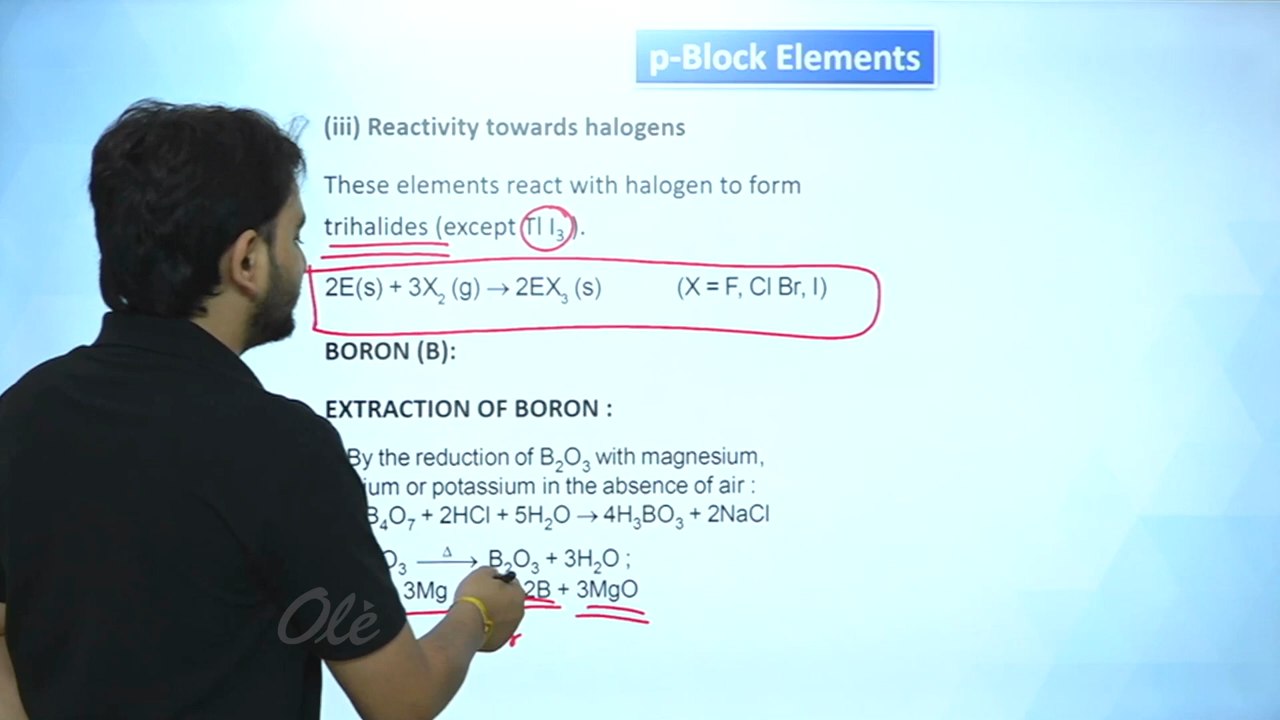 p-Block Elements
(iii) Reactivity towards halogens
These elements react with halogen to form
trihalides (except Tl I₃).
2E(s) + 3X₂ (g) → 2EX₃ (s) (X = F, Cl Br, I)
BORON (B):
EXTRACTION OF BORON :
By the reduction of B₂O₃ with magnesium,
ium or potassium in the absence of air :
B₄O₇ + 2HCl + 5H₂O → 4H₃BO₃ + 2NaCl
O₃ —Δ→ B₂O₃ + 3H₂O ;
3Mg 2B + 3MgO
Olè